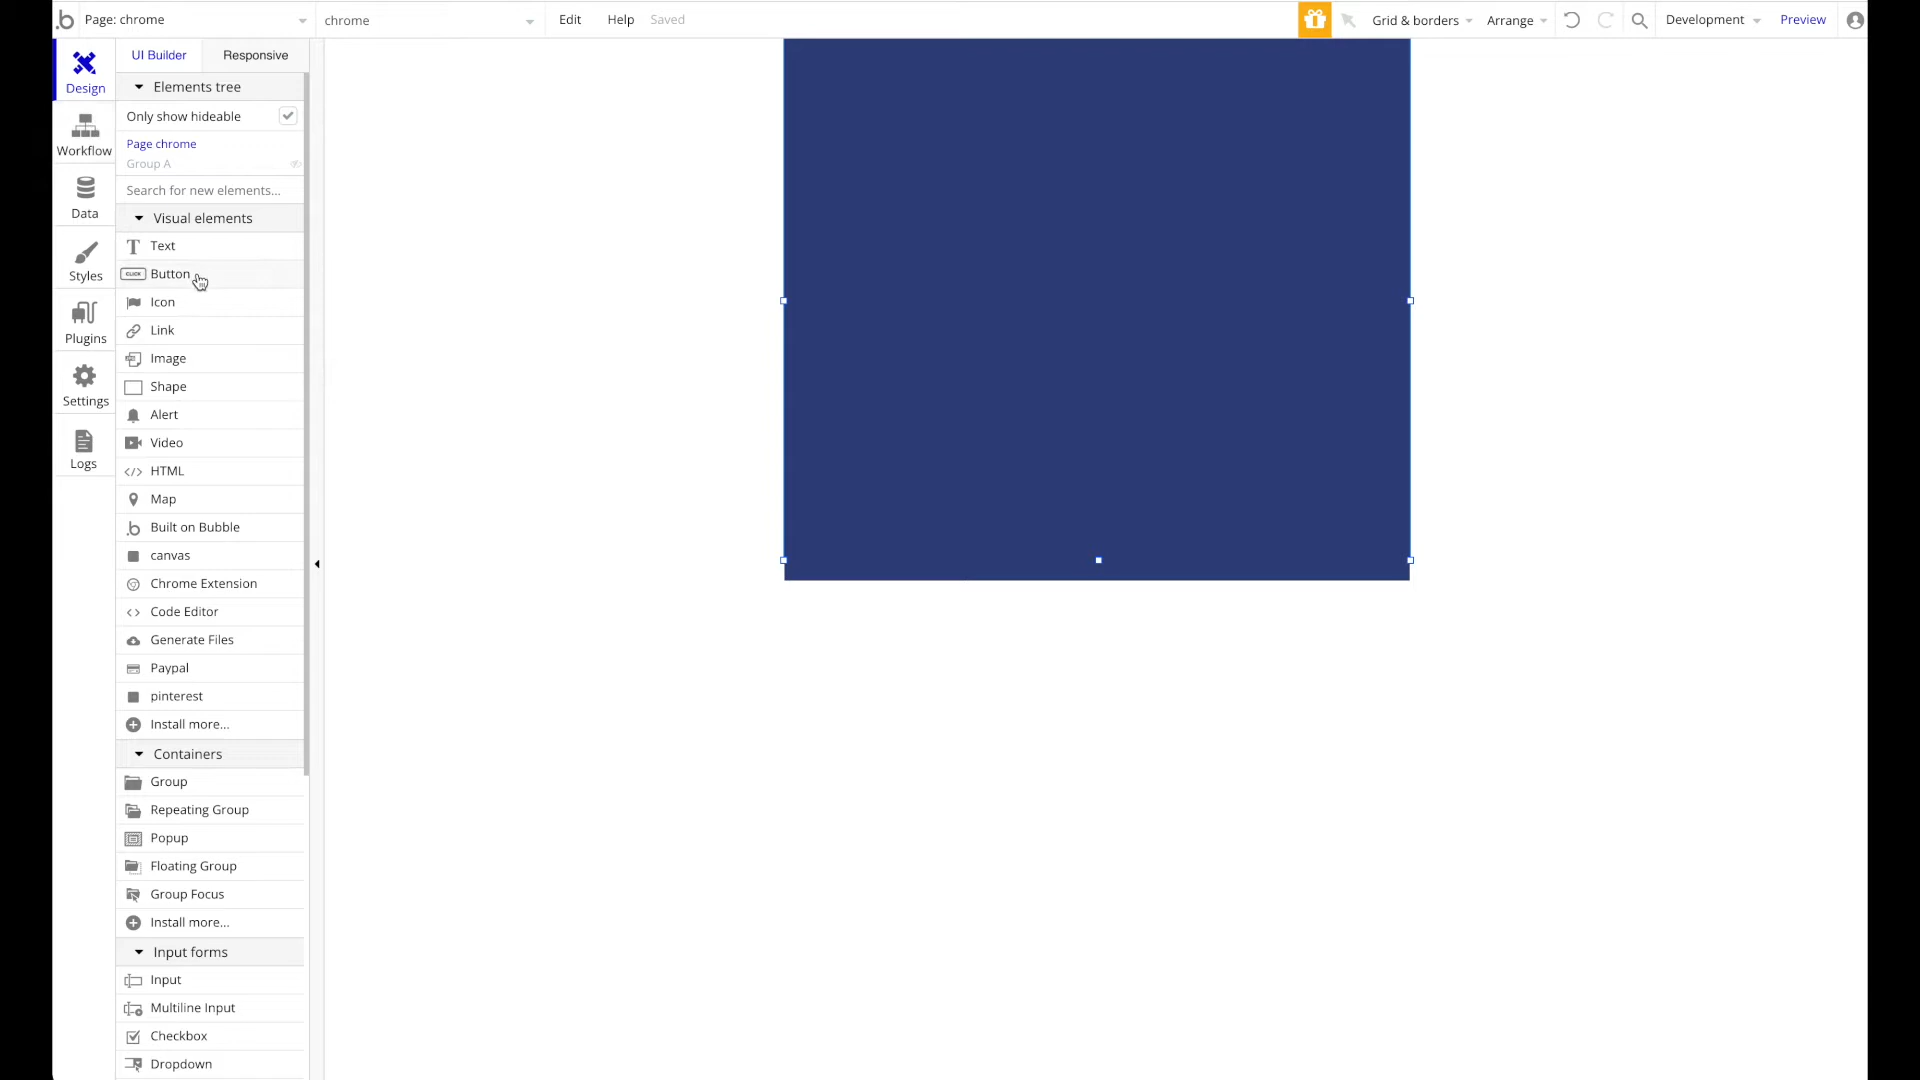 b Page: chrome chrome Edit Help Saved Grid & borders Arrange Development Preview
UI Builder Responsive
Design
Workflow
Data
Styles
Plugins
Settings
Logs
Elements tree
Only show hideable
Page chrome
Group A
Search for new elements...
Visual elements
Text
CLICK Button
Icon
Link
Image
Shape
Alert
Video
HTML
Map
Built on Bubble
canvas
Chrome Extension
Code Editor
Generate Files
Paypal
pinterest
Install more...
Containers
Group
Repeating Group
Popup
Floating Group
Group Focus
Install more...
Input forms
Input
Multiline Input
Checkbox
Dropdown